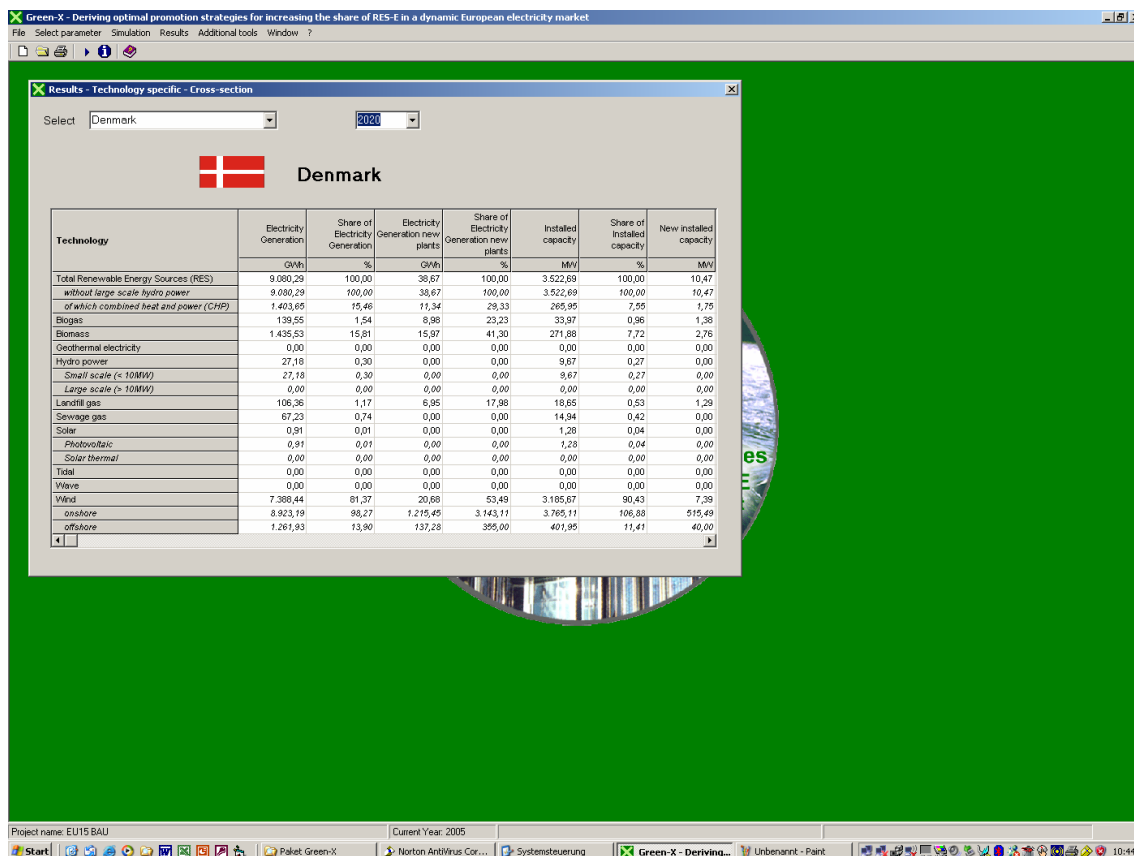 Green-X - Deriving optimal promotion strategies for increasing the share of RES-E in a dynamic European electricity market
File Select parameter Simulation Results Additional tools Window ?
Results - Technology specific - Cross-section
Select Denmark 2020
Denmark
Technology Electricity Generation Share of Electricity Generation Electricity Generation new plants Share of Electricity Generation new plants Installed capacity Share of Installed capacity New installed capacity
GWh % GWh % MW % MW
Total Renewable Energy Sources (RES) 9.080,29 100,00 38,67 100,00 3.522,69 100,00 10,47
without large scale hydro power 9.080,29 100,00 38,67 100,00 3.522,69 100,00 10,47
of which combined heat and power (CHP) 1.403,65 15,46 11,34 29,33 265,95 7,55 1,75
Biogas 139,55 1,54 8,98 23,23 33,97 0,96 1,38
Biomass 1.435,53 15,81 15,97 41,30 271,88 7,72 2,76
Geothermal electricity 0,00 0,00 0,00 0,00 0,00 0,00 0,00
Hydro power 27,18 0,30 0,00 0,00 9,67 0,27 0,00
Small scale (< 10MW) 27,18 0,30 0,00 0,00 9,67 0,27 0,00
Large scale (> 10MW) 0,00 0,00 0,00 0,00 0,00 0,00 0,00
Landfill gas 106,36 1,17 6,95 17,98 18,65 0,53 1,29
Sewage gas 67,23 0,74 0,00 0,00 14,94 0,42 0,00
Solar 0,91 0,01 0,00 0,00 1,28 0,04 0,00
Photovoltaic 0,91 0,01 0,00 0,00 1,28 0,04 0,00
Solar thermal 0,00 0,00 0,00 0,00 0,00 0,00 0,00
Tidal 0,00 0,00 0,00 0,00 0,00 0,00 0,00
Wave 0,00 0,00 0,00 0,00 0,00 0,00 0,00
Wind 7.388,44 81,37 20,68 53,49 3.185,67 90,43 7,39
onshore 8.923,19 98,27 1.215,45 3.143,11 3.765,11 106,88 515,49
offshore 1.261,93 13,90 137,28 355,00 401,95 11,41 40,00
es
E
Project name: EU15 BAU Current Year: 2005
Start Paket Green-X Norton AntiVirus Cor... Systemsteuerung Green-X - Deriving... Unbenannt - Paint 10:44